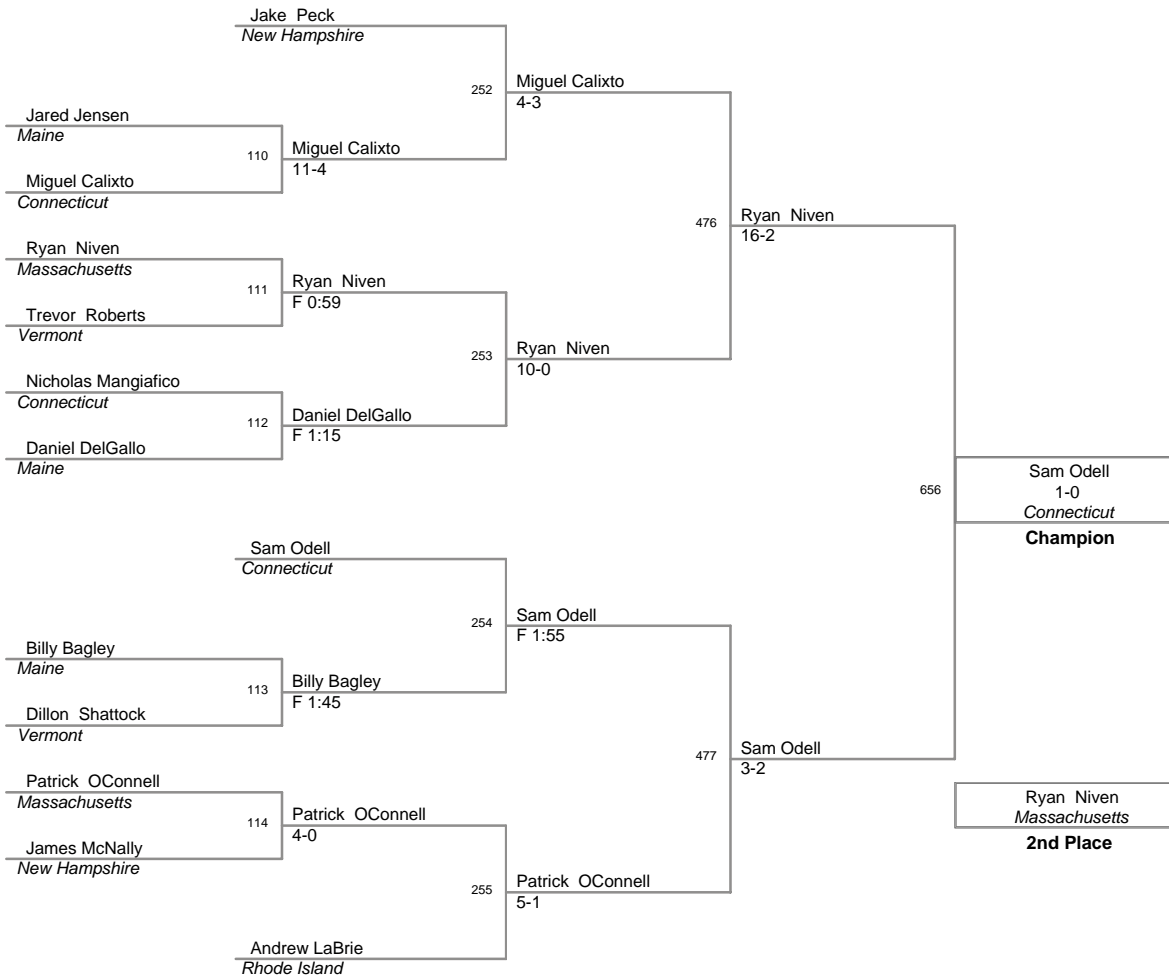 Jake Peck
New Hampshire
252
Miguel Calixto
4-3
Jared Jensen
Maine
110
Miguel Calixto
11-4
Miguel Calixto
Connecticut
476
Ryan Niven
16-2
Ryan Niven
Massachusetts
111
Ryan Niven
F 0:59
Trevor Roberts
Vermont
253
Ryan Niven
10-0
Nicholas Mangiafico
Connecticut
112
Daniel DelGallo
F 1:15
Daniel DelGallo
Maine
656
Sam Odell
1-0
Connecticut
Champion
Sam Odell
Connecticut
254
Sam Odell
F 1:55
Billy Bagley
Maine
113
Billy Bagley
F 1:45
Dillon Shattock
Vermont
477
Sam Odell
3-2
Patrick OConnell
Massachusetts
114
Patrick OConnell
4-0
James McNally
New Hampshire
255
Patrick OConnell
5-1
Andrew LaBrie
Rhode Island
Ryan Niven
Massachusetts
2nd Place